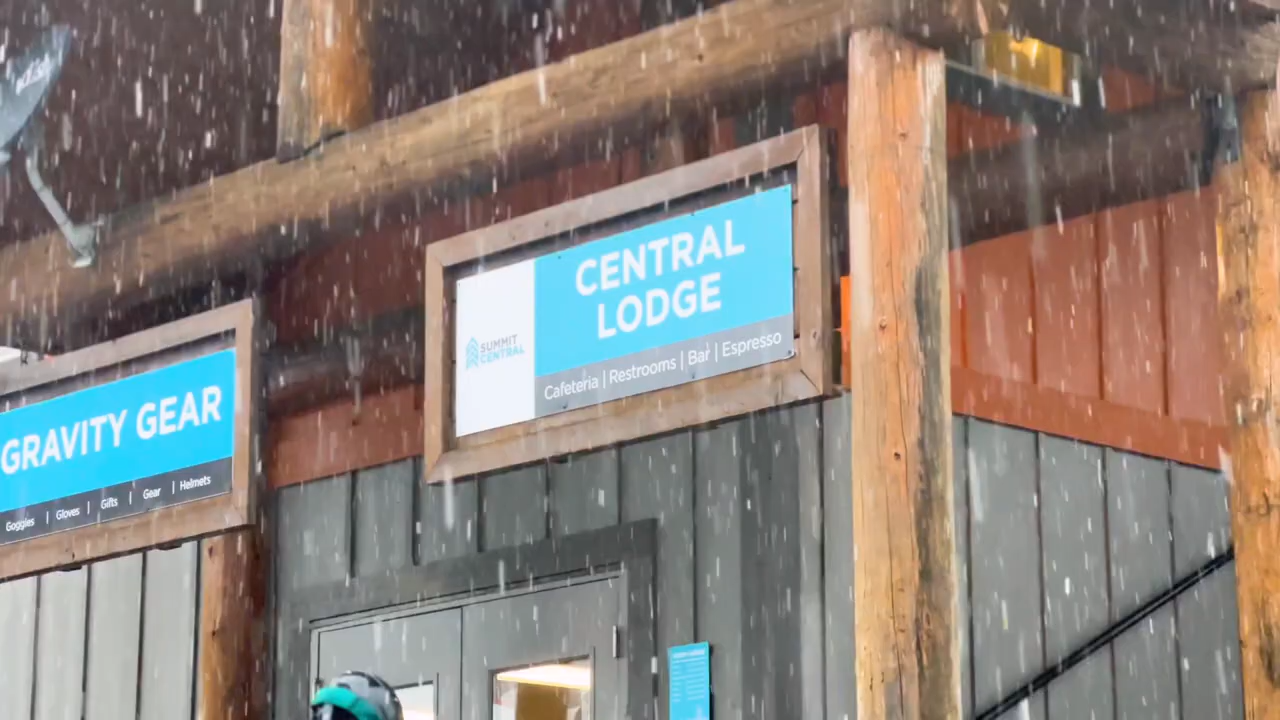 CENTRAL
LODGE
SUMMIT
CENTRAL
Cafeteria | Restrooms | Bar | Espresso
GRAVITY GEAR
Goggles | Gloves | Gifts | Gear | Helmets